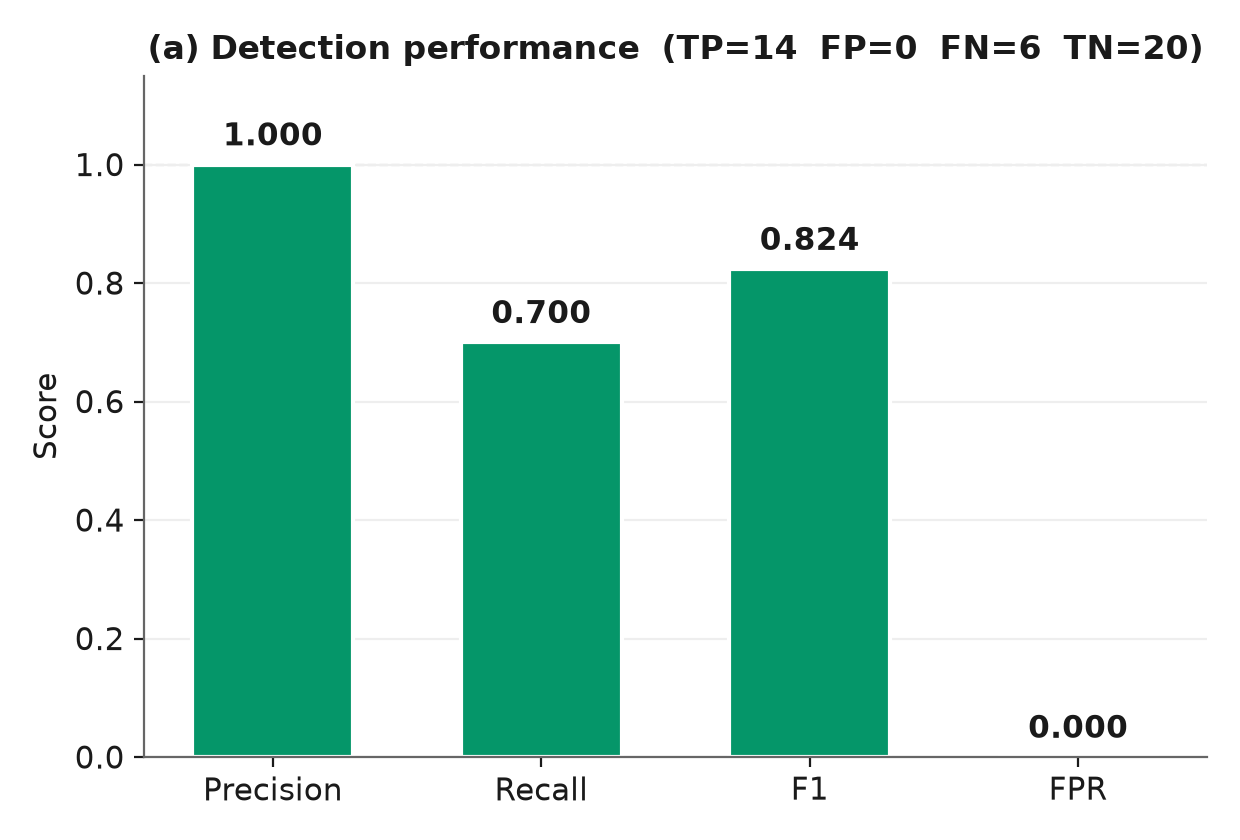 (a) Detection performance (TP=14 FP=0 FN=6 TN=20)
1.000
0.700
0.824
0.000
Score
1.0
0.8
0.6
0.4
0.2
0.0
Precision
Recall
F1
FPR